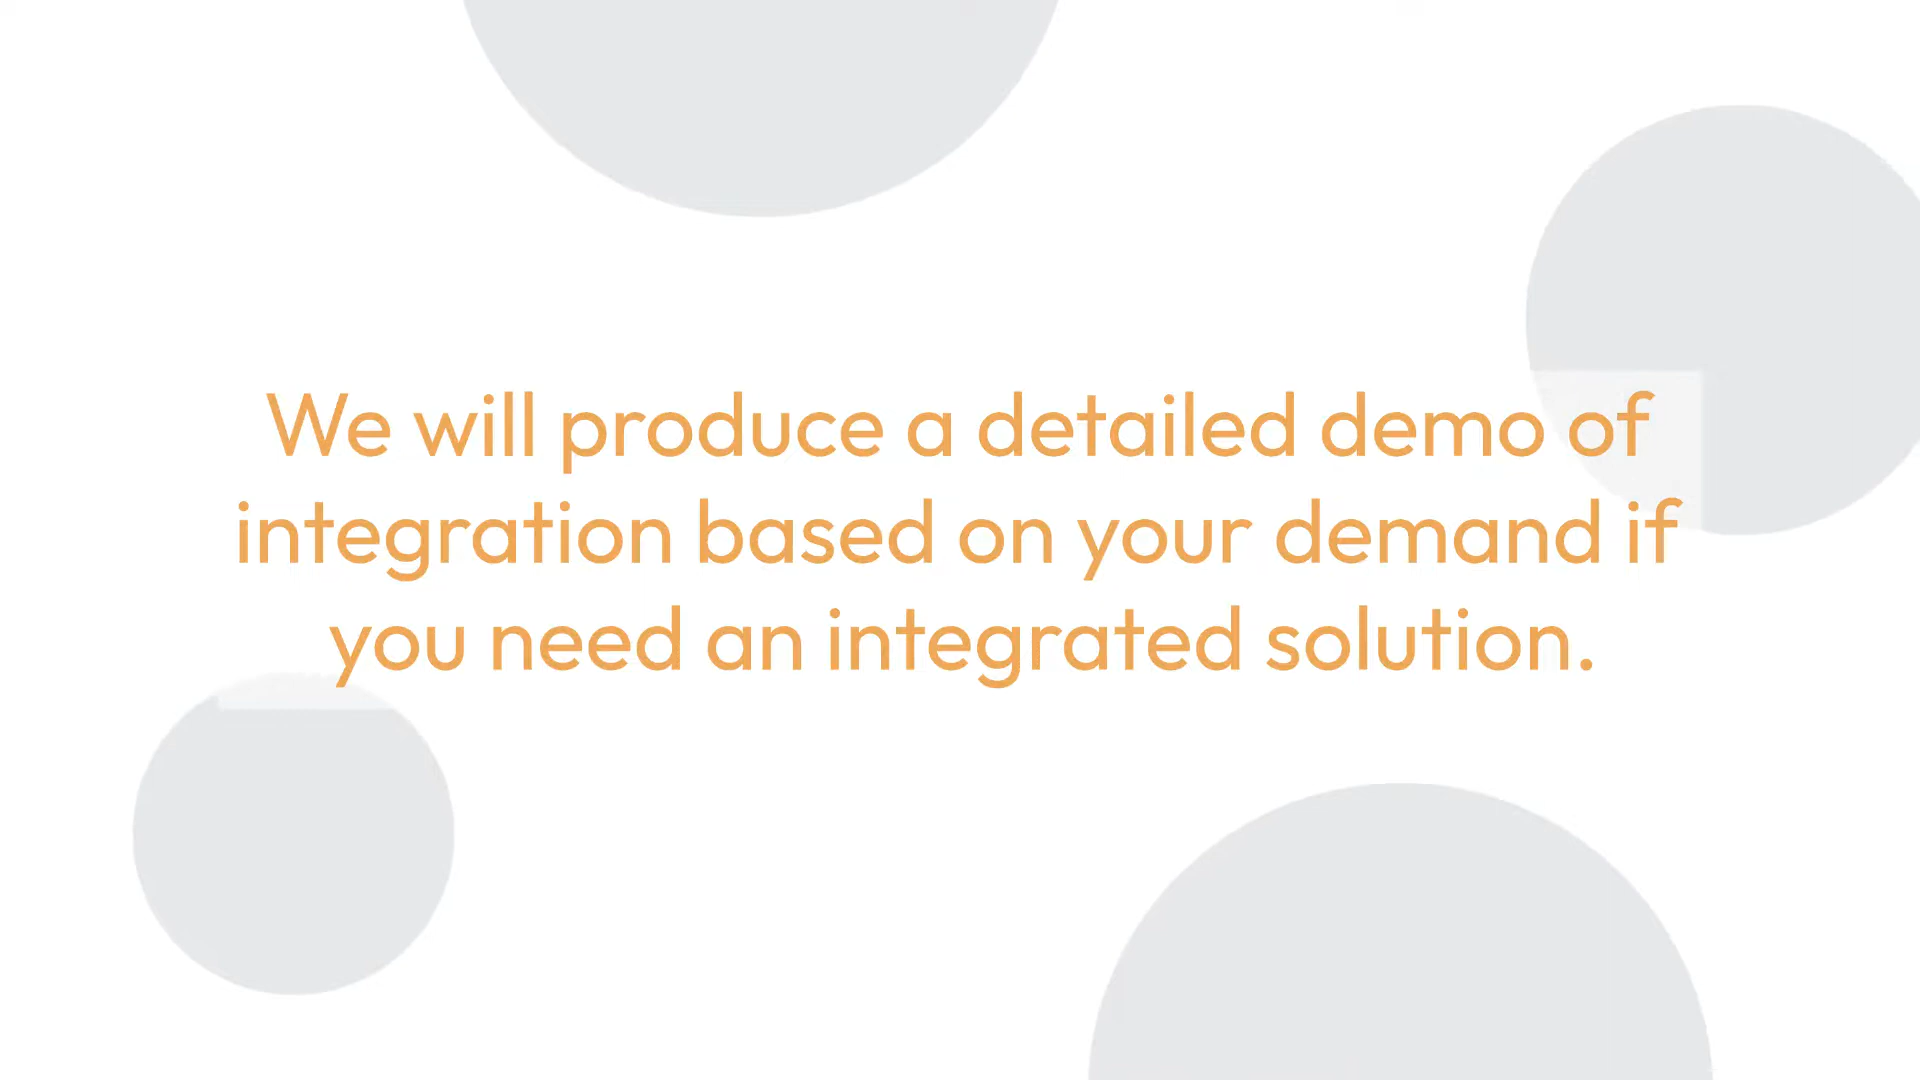 We will produce a detailed demo of
integration based on your demand if
you need an integrated solution.